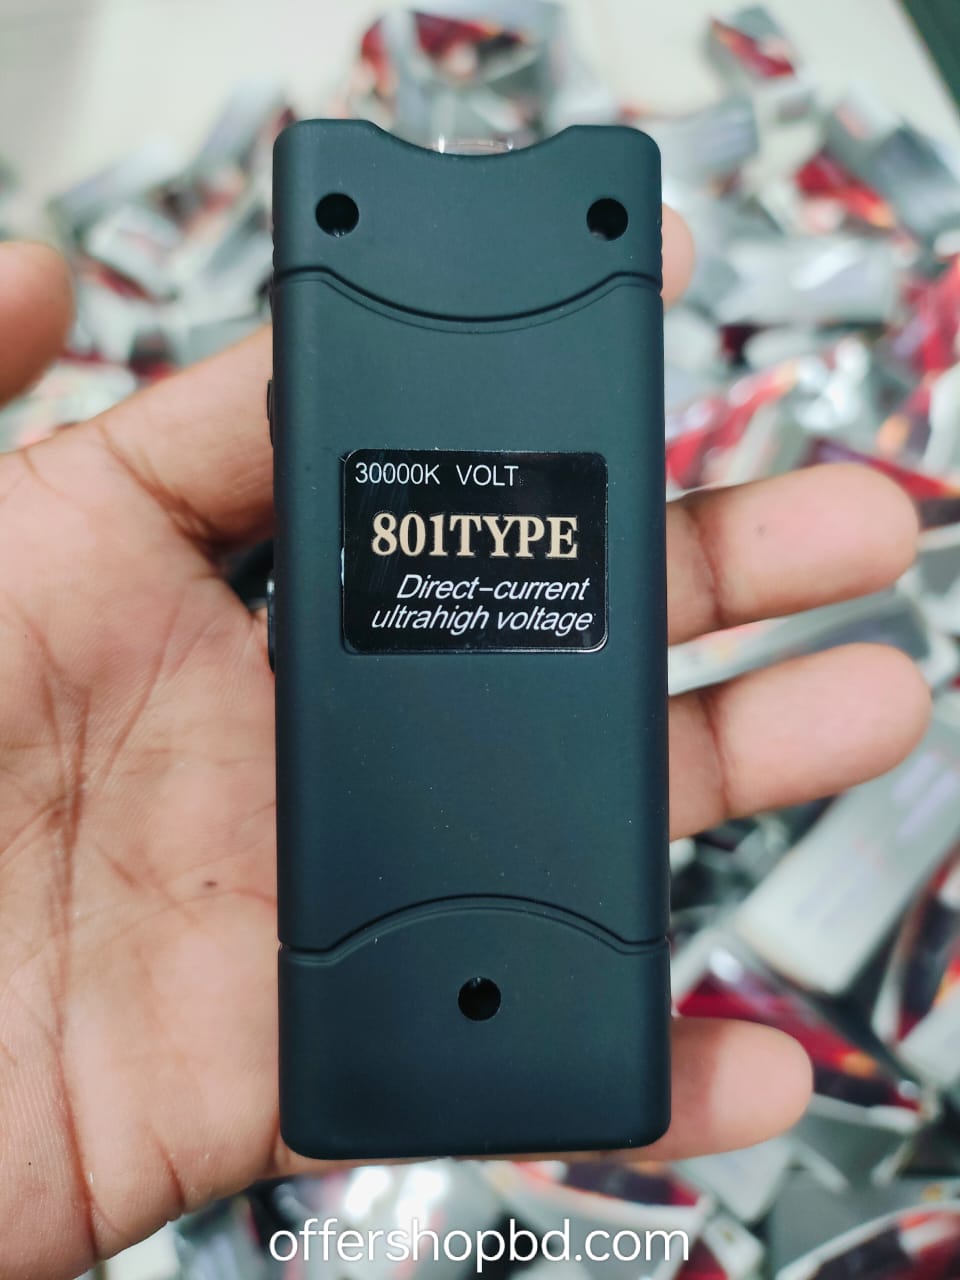 30000K VOLT
801TYPE
Direct-current
ultrahigh voltage
offershopbd.com